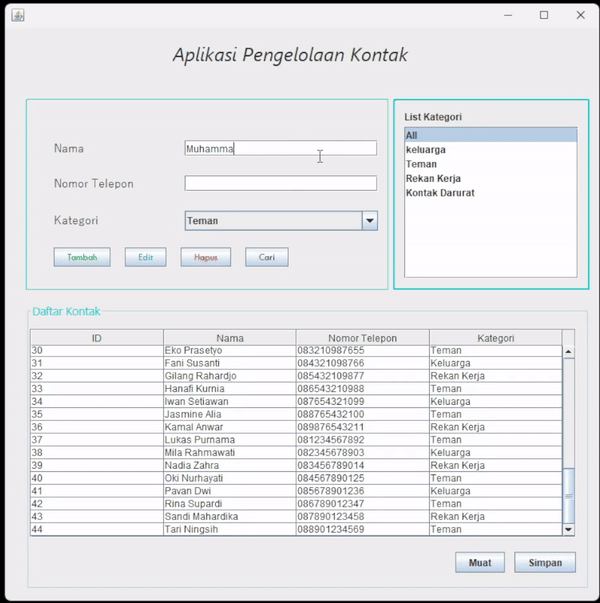 Aplikasi Pengelolaan Kontak
Nama Muhamma
Nomor Telepon
Kategori Teman
Tambah Edit Hapus Cari
List Kategori
All
keluarga
Teman
Rekan Kerja
Kontak Darurat
Daftar Kontak
ID Nama Nomor Telepon Kategori
30 Eko Prasetyo 083210987655 Teman
31 Fani Susanti 084321098766 Keluarga
32 Gilang Rahardjo 085432109877 Rekan Kerja
33 Hanafi Kurnia 086543210988 Teman
34 Iwan Setiawan 087654321099 Keluarga
35 Jasmine Alia 088765432100 Teman
36 Kamal Anwar 089876543211 Rekan Kerja
37 Lukas Purnama 081234567892 Teman
38 Mila Rahmawati 082345678903 Keluarga
39 Nadia Zahra 083456789014 Rekan Kerja
40 Oki Nurhayati 084567890125 Teman
41 Pavan Dwi 085678901236 Keluarga
42 Rina Supardi 086789012347 Teman
43 Sandi Mahardika 087890123458 Rekan Kerja
44 Tari Ningsih 088901234569 Teman
Muat Simpan